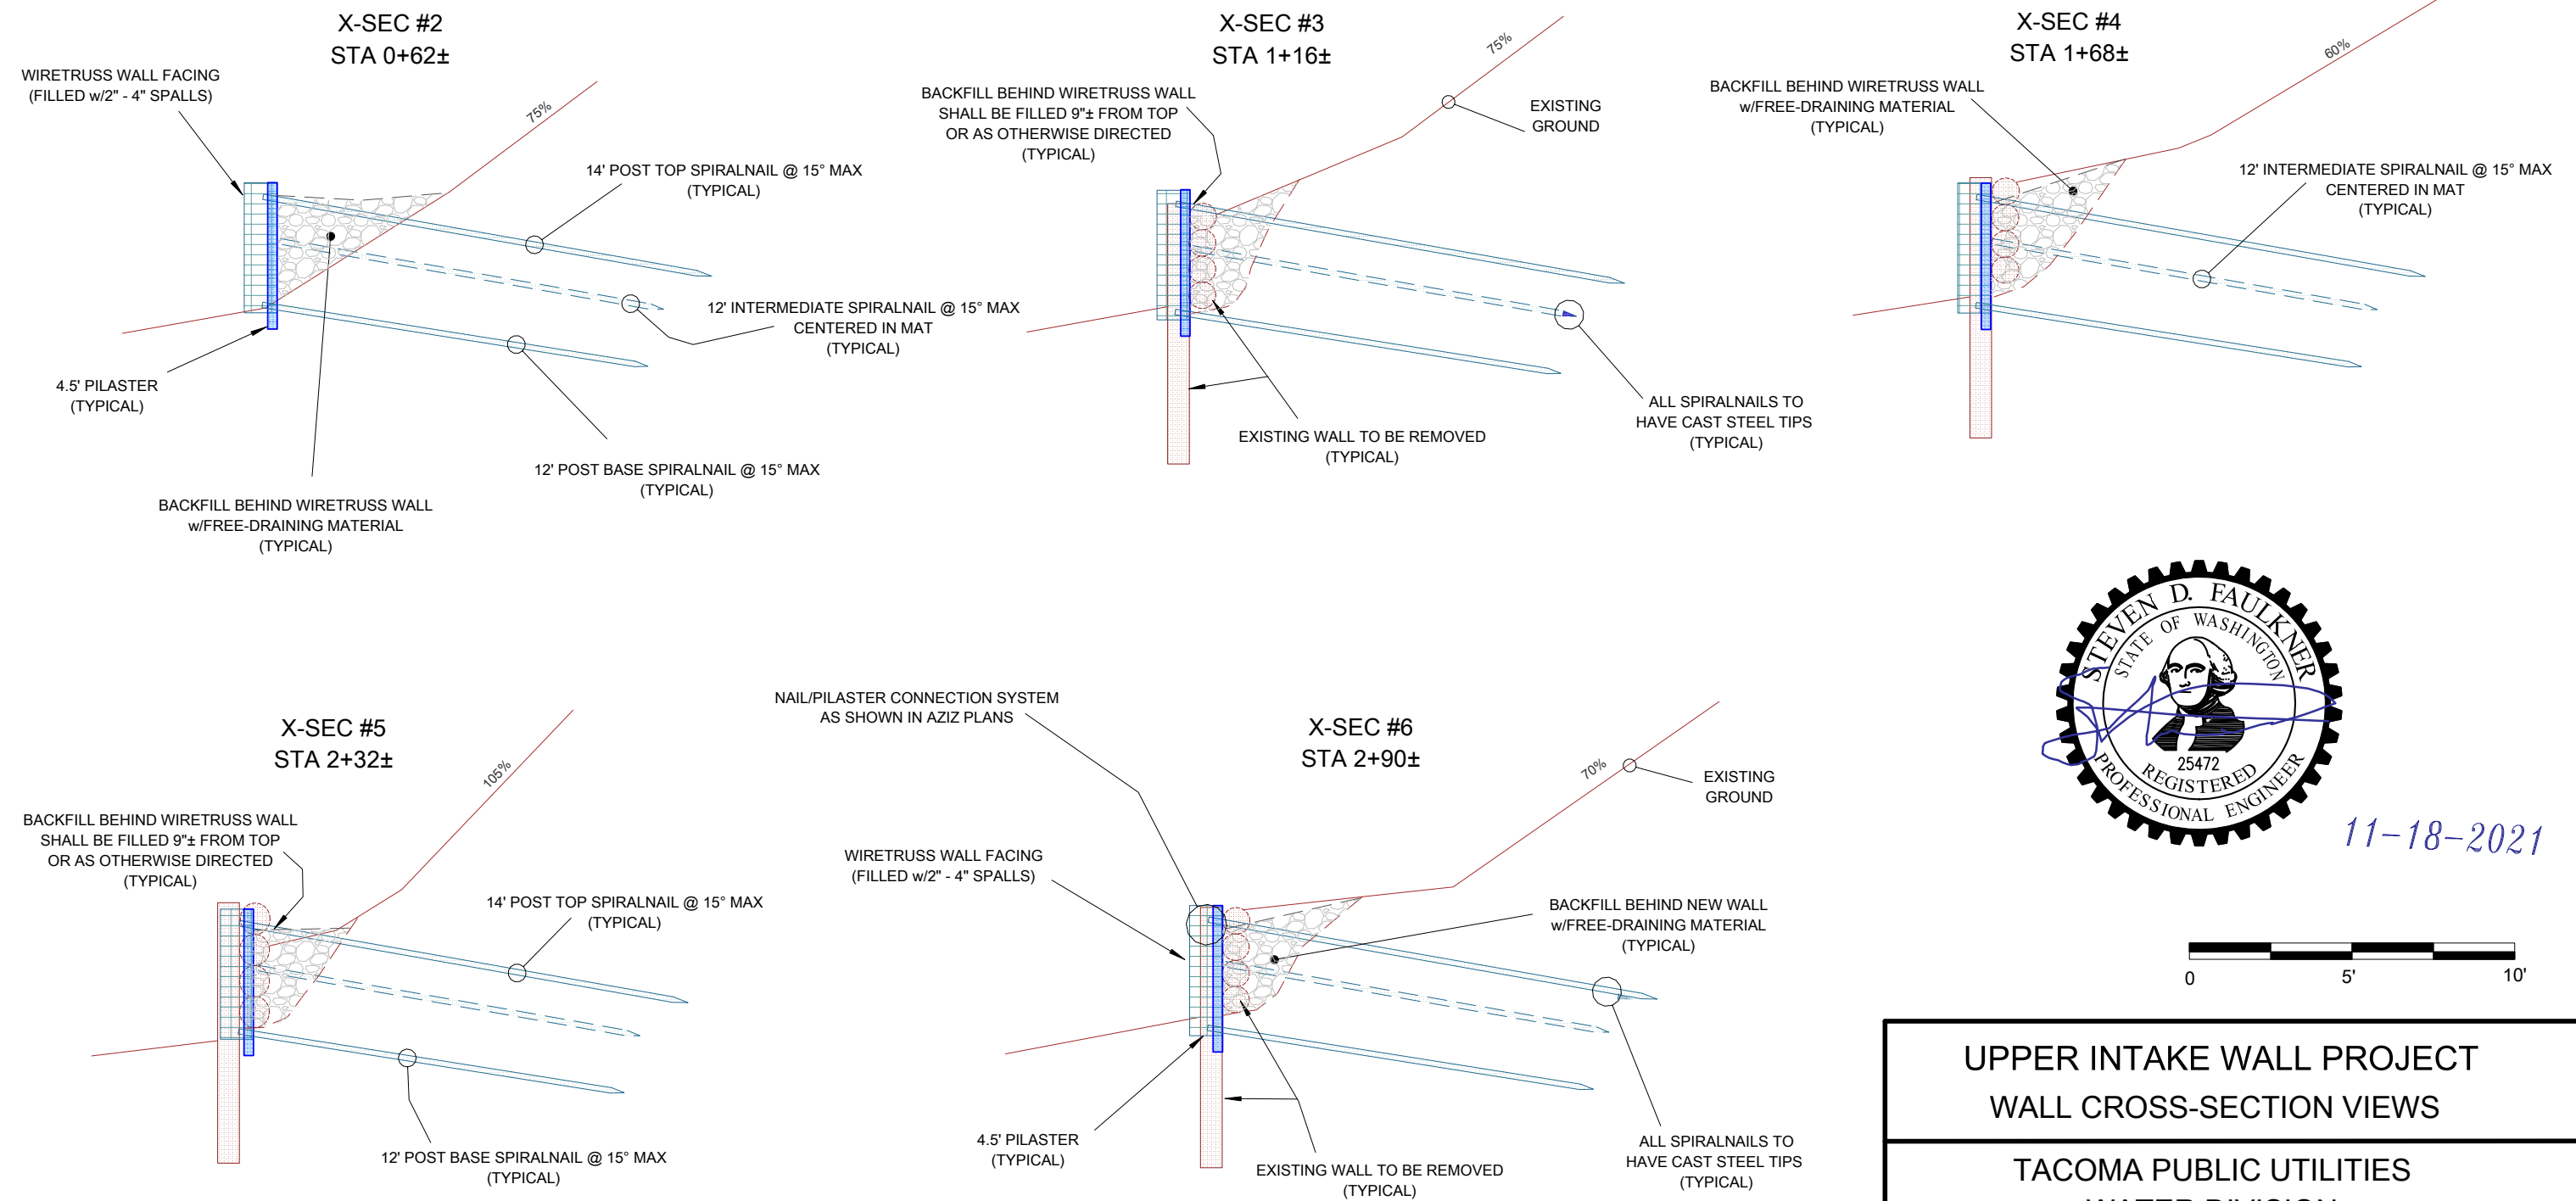 X-SEC #2
STA 0+62±
WIRETRUSS WALL FACING
(FILLED w/2" - 4" SPALLS)
75%
14' POST TOP SPIRALNAIL @ 15° MAX
(TYPICAL)
12' INTERMEDIATE SPIRALNAIL @ 15° MAX
CENTERED IN MAT
(TYPICAL)
4.5' PILASTER
(TYPICAL)
12' POST BASE SPIRALNAIL @ 15° MAX
(TYPICAL)
BACKFILL BEHIND WIRETRUSS WALL
w/FREE-DRAINING MATERIAL
(TYPICAL)
X-SEC #3
STA 1+16±
75%
BACKFILL BEHIND WIRETRUSS WALL
SHALL BE FILLED 9"± FROM TOP
OR AS OTHERWISE DIRECTED
(TYPICAL)
EXISTING
GROUND
ALL SPIRALNAILS TO
HAVE CAST STEEL TIPS
(TYPICAL)
EXISTING WALL TO BE REMOVED
(TYPICAL)
X-SEC #4
STA 1+68±
60%
BACKFILL BEHIND WIRETRUSS WALL
w/FREE-DRAINING MATERIAL
(TYPICAL)
12' INTERMEDIATE SPIRALNAIL @ 15° MAX
CENTERED IN MAT
(TYPICAL)
X-SEC #5
STA 2+32±
105%
BACKFILL BEHIND WIRETRUSS WALL
SHALL BE FILLED 9"± FROM TOP
OR AS OTHERWISE DIRECTED
(TYPICAL)
14' POST TOP SPIRALNAIL @ 15° MAX
(TYPICAL)
12' POST BASE SPIRALNAIL @ 15° MAX
(TYPICAL)
NAIL/PILASTER CONNECTION SYSTEM
AS SHOWN IN AZIZ PLANS
X-SEC #6
STA 2+90±
70%
EXISTING
GROUND
WIRETRUSS WALL FACING
(FILLED w/2" - 4" SPALLS)
BACKFILL BEHIND NEW WALL
w/FREE-DRAINING MATERIAL
(TYPICAL)
4.5' PILASTER
(TYPICAL)
EXISTING WALL TO BE REMOVED
(TYPICAL)
ALL SPIRALNAILS TO
HAVE CAST STEEL TIPS
(TYPICAL)
STEVEN D. FAULKNER
STATE OF WASHINGTON
25472
REGISTERED
PROFESSIONAL ENGINEER
11-18-2021
0 5' 10'
UPPER INTAKE WALL PROJECT
WALL CROSS-SECTION VIEWS
TACOMA PUBLIC UTILITIES
WATER DIVISION